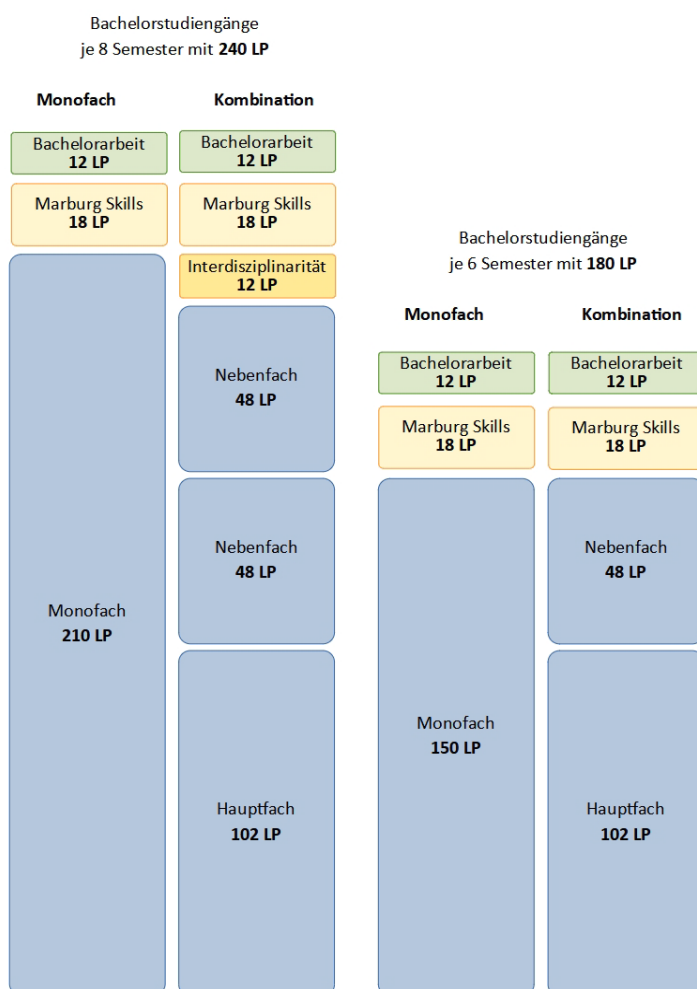 Bachelorstudiengänge
je 8 Semester mit 240 LP
Monofach
Bachelorarbeit
12 LP
Marburg Skills
18 LP
Monofach
210 LP
Kombination
Bachelorarbeit
12 LP
Marburg Skills
18 LP
Interdisziplinarität
12 LP
Nebenfach
48 LP
Nebenfach
48 LP
Hauptfach
102 LP
Bachelorstudiengänge
je 6 Semester mit 180 LP
Monofach
Bachelorarbeit
12 LP
Marburg Skills
18 LP
Monofach
150 LP
Kombination
Bachelorarbeit
12 LP
Marburg Skills
18 LP
Nebenfach
48 LP
Hauptfach
102 LP